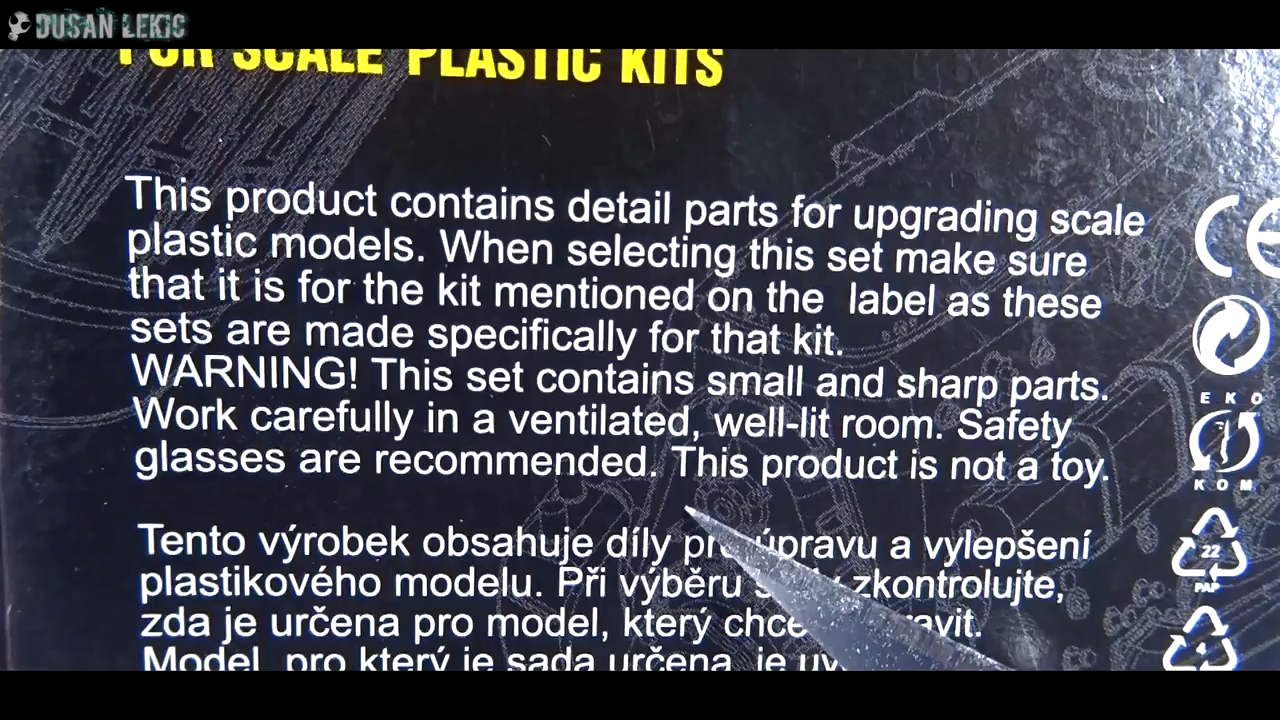 DUSAN LEKIC
FOR SCALE PLASTIC KITS
This product contains detail parts for upgrading scale
plastic models. When selecting this set make sure
that it is for the kit mentioned on the label as these
sets are made specifically for that kit.
WARNING! This set contains small and sharp parts.
Work carefully in a ventilated, well-lit room. Safety
glasses are recommended. This product is not a toy.
Tento výrobek obsahuje díly pro úpravu a vylepšení
plastikového modelu. Při výběru zkontrolujte,
zda je určena pro model, který
Model, pro který je sada určena, je
CE
EKO
KOM
22
PAP